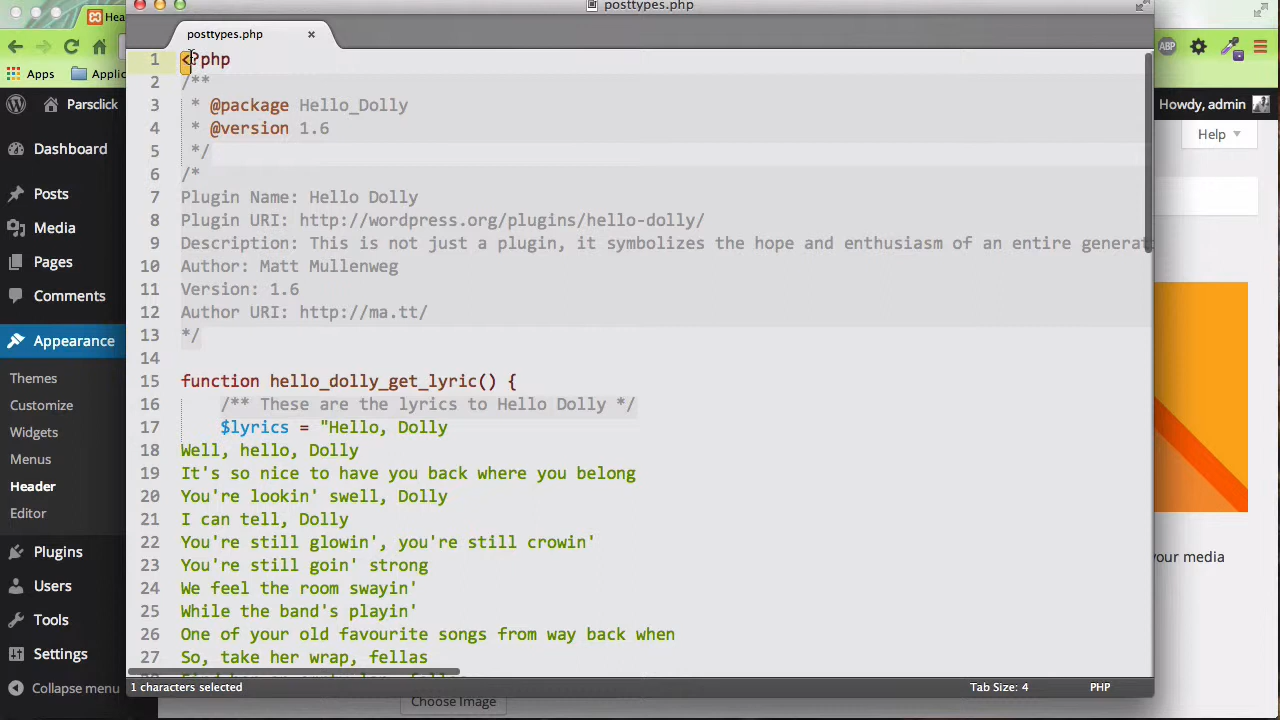 posttypes.php
Hea
posttypes.php
Apps
Applic
1 <?php
2 /**
3 * @package Hello_Dolly
4 * @version 1.6
5 */
6 /*
7 Plugin Name: Hello Dolly
8 Plugin URI: http://wordpress.org/plugins/hello-dolly/
9 Description: This is not just a plugin, it symbolizes the hope and enthusiasm of an entire generat
10 Author: Matt Mullenweg
11 Version: 1.6
12 Author URI: http://ma.tt/
13 */
14
15 function hello_dolly_get_lyric() {
16 /** These are the lyrics to Hello Dolly */
17 $lyrics = "Hello, Dolly
18 Well, hello, Dolly
19 It's so nice to have you back where you belong
20 You're lookin' swell, Dolly
21 I can tell, Dolly
22 You're still glowin', you're still crowin'
23 You're still goin' strong
24 We feel the room swayin'
25 While the band's playin'
26 One of your old favourite songs from way back when
27 So, take her wrap, fellas
1 characters selected
Tab Size: 4
PHP
Parsclick
Dashboard
Posts
Media
Pages
Comments
Appearance
Themes
Customize
Widgets
Menus
Header
Editor
Plugins
Users
Tools
Settings
Collapse menu
ABP
Howdy, admin
Help
your media
Choose Image